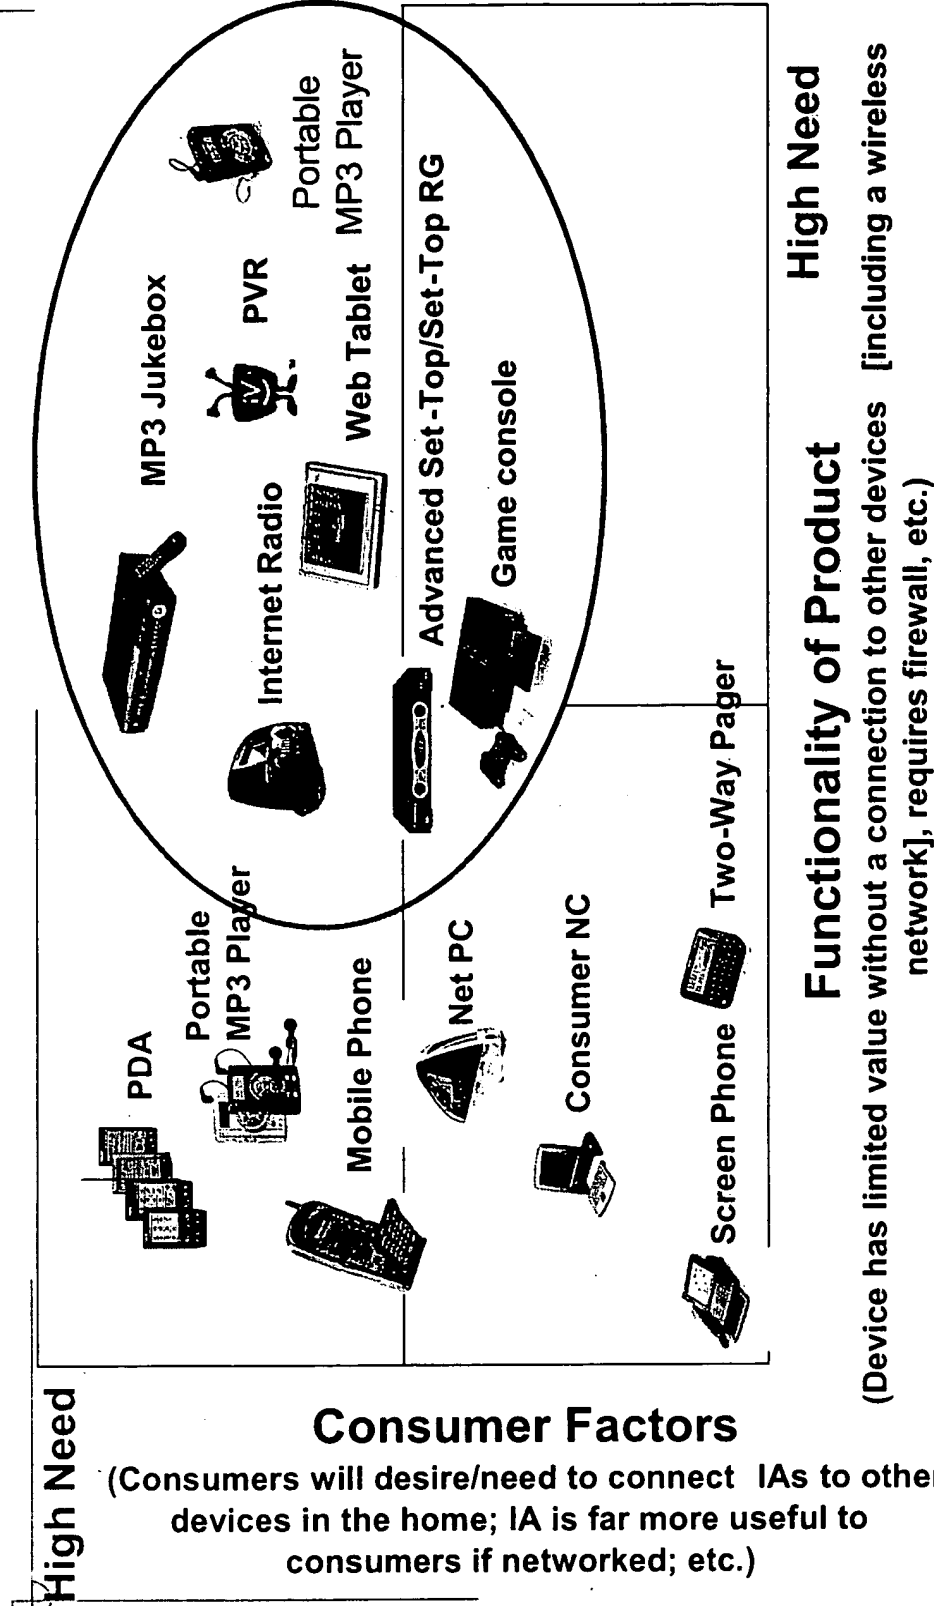 High Need
Consumer Factors
(Consumers will desire/need to connect IAs to other
devices in the home; IA is far more useful to
consumers if networked; etc.)
PDA
Portable
MP3 Player
Mobile Phone
MP3 Jukebox
Internet Radio
PVR
Portable
MP3 Player
Web Tablet
Advanced Set-Top/Set-Top RG
Game console
Net PC
Consumer NC
Screen Phone
Two-Way Pager
High Need
Functionality of Product
(Device has limited value without a connection to other devices [including a wireless
network], requires firewall, etc.)